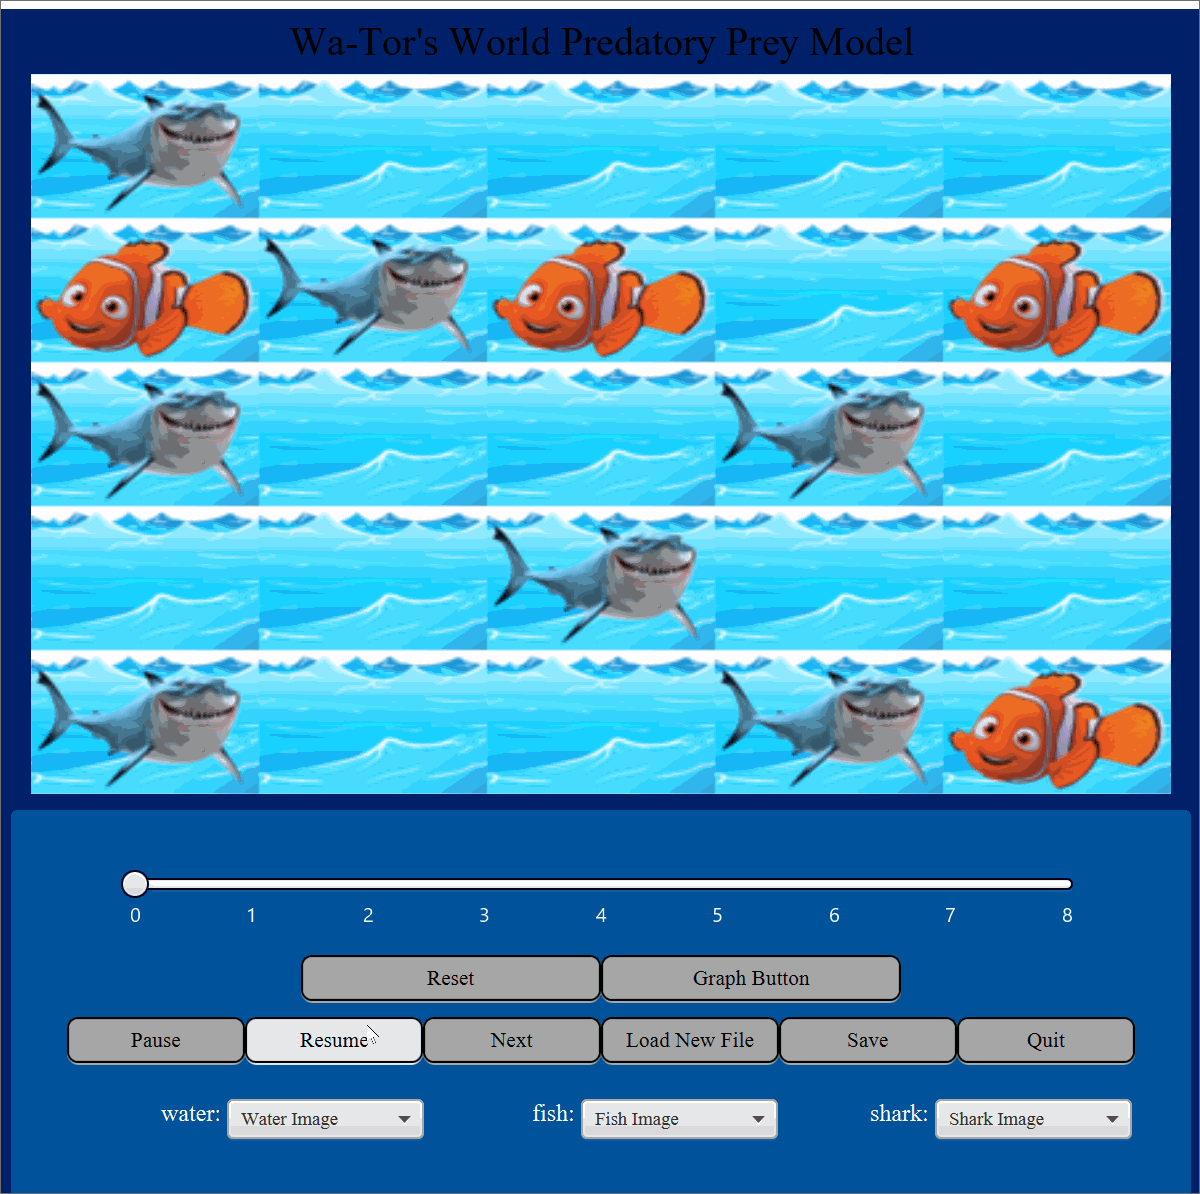 Wa-Tor's World Predatory Prey Model
0 1 2 3 4 5 6 7 8
Reset Graph Button
Pause Resume Next Load New File Save Quit
water: Water Image fish: Fish Image shark: Shark Image